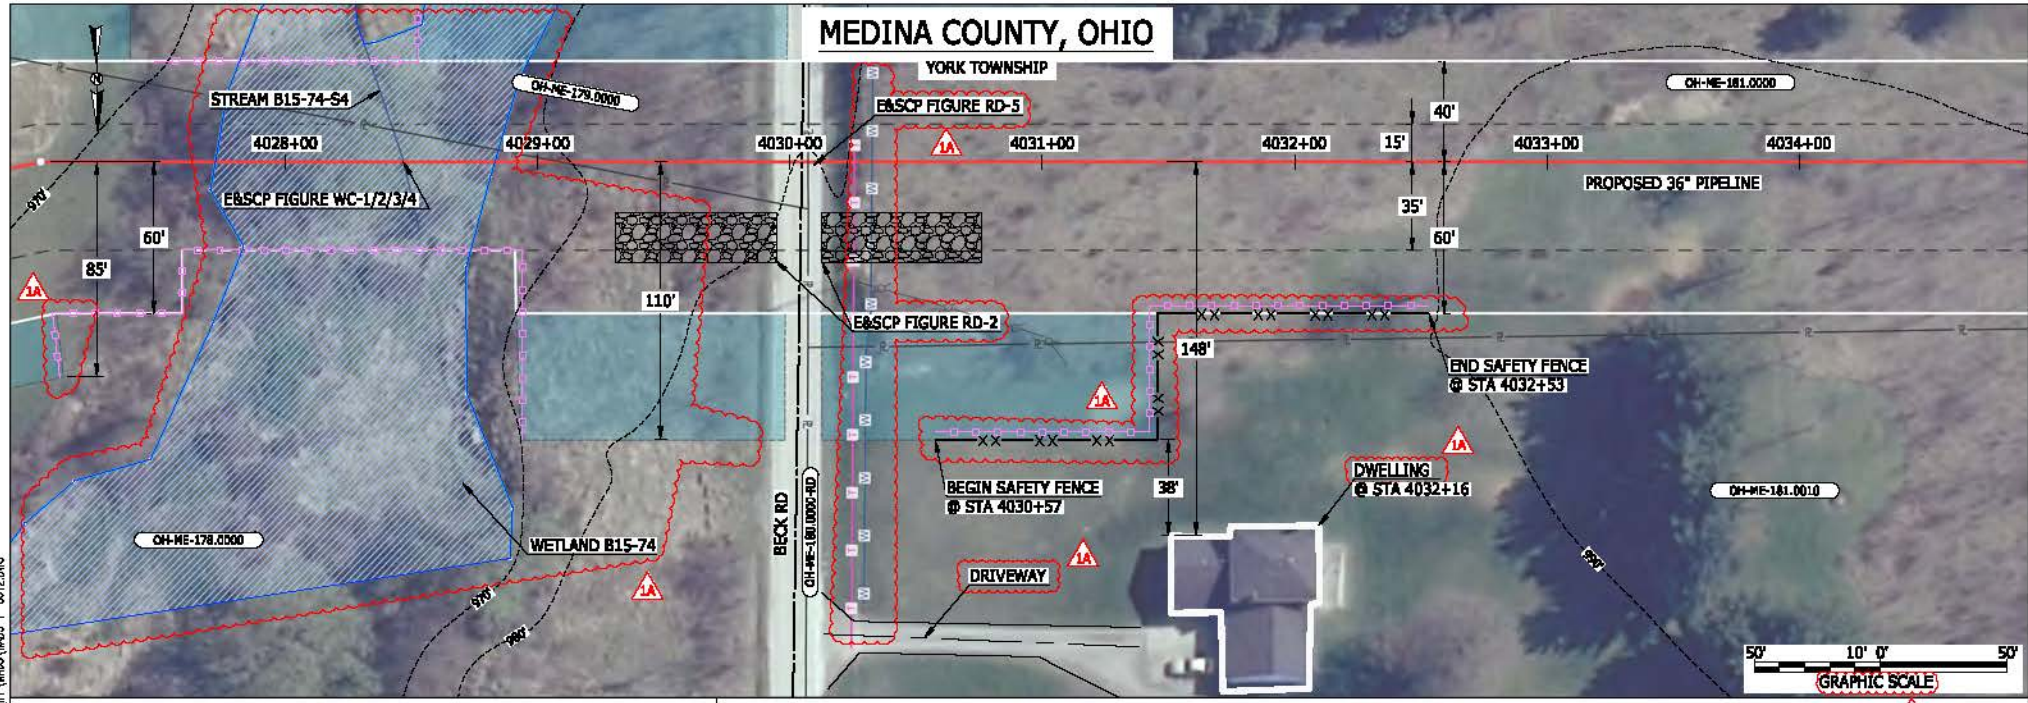 MEDINA COUNTY, OHIO
YORK TOWNSHIP
OH-ME-179.0000
OH-ME-181.0000
STREAM B15-74-S4
E&SCP FIGURE RD-5
40'
4028+00
4029+00
4030+00
1A
4031+00
4032+00
15'
4033+00
4034+00
PROPOSED 36" PIPELINE
970'
E&SCP FIGURE WC-1/2/3/4
35'
60'
60'
85'
1A
110'
E&SCP FIGURE RD-2
148'
END SAFETY FENCE
@ STA 4032+53
1A
1A
DWELLING
@ STA 4032+16
BEGIN SAFETY FENCE
@ STA 4030+57
38'
OH-ME-181.0010
BECK RD
OH-ME-180.0000-RD
OH-ME-178.0000
WETLAND B15-74
1A
DRIVEWAY
1A
970'
980'
50'
10'
0'
50'
GRAPHIC SCALE